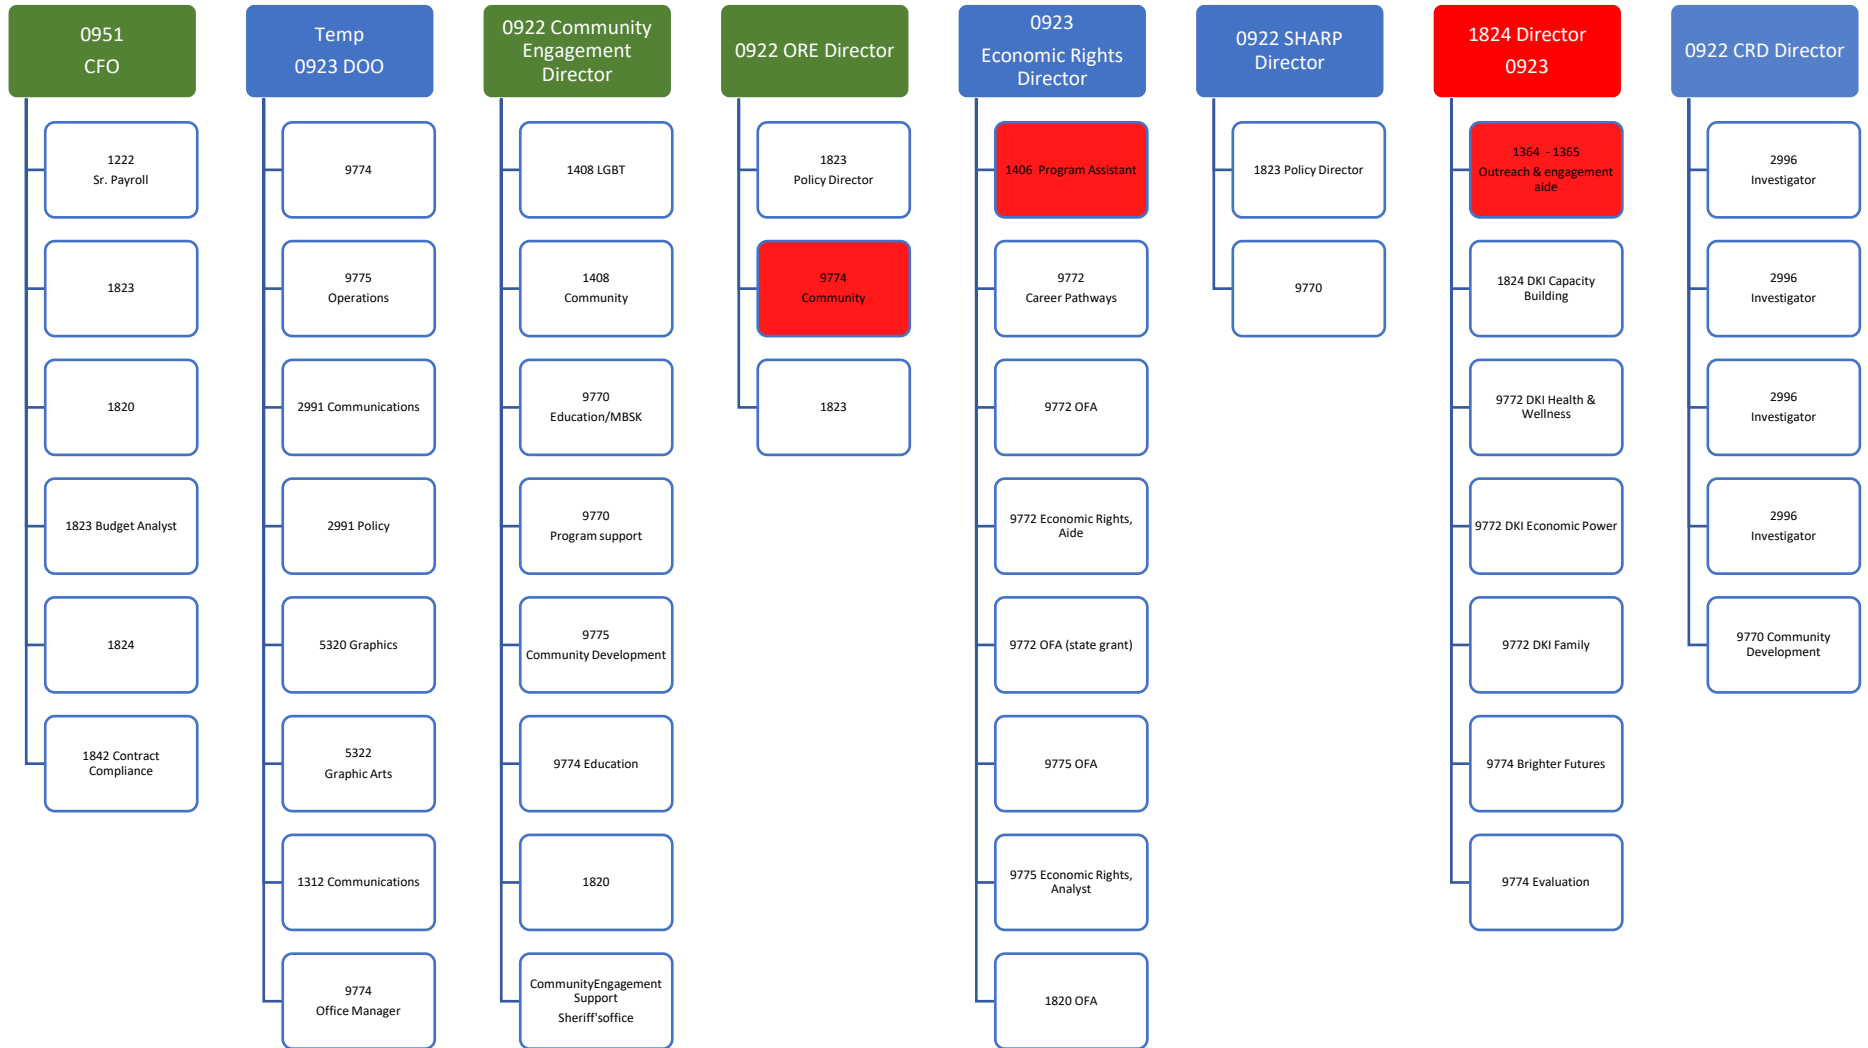 0951
CFO
1222
Sr. Payroll
1823
1820
1823 Budget Analyst
1824
1842 Contract
Compliance
Temp
0923 DOO
9774
9775
Operations
2991 Communications
2991 Policy
5320 Graphics
5322
Graphic Arts
1312 Communications
9774
Office Manager
0922 Community
Engagement
Director
1408 LGBT
1408
Community
9770
Education/MBSK
9770
Program support
9775
Community Development
9774 Education
1820
CommunityEngagement
Support
Sheriff'soffice
0922 ORE Director
1823
Policy Director
9774
Community
1823
0923
Economic Rights
Director
1406  Program Assistant
9772
Career Pathways
9772 OFA
9772 Economic Rights,
Aide
9772 OFA (state grant)
9775 OFA
9775 Economic Rights,
Analyst
1820 OFA
0922 SHARP
Director
1823 Policy Director
9770
1824 Director
0923
1364  - 1365
Outreach & engagement
aide
1824 DKI Capacity
Building
9772 DKI Health &
Wellness
9772 DKI Economic Power
9772 DKI Family
9774 Brighter Futures
9774 Evaluation
0922 CRD Director
2996
Investigator
2996
Investigator
2996
Investigator
2996
Investigator
9770 Community
Development